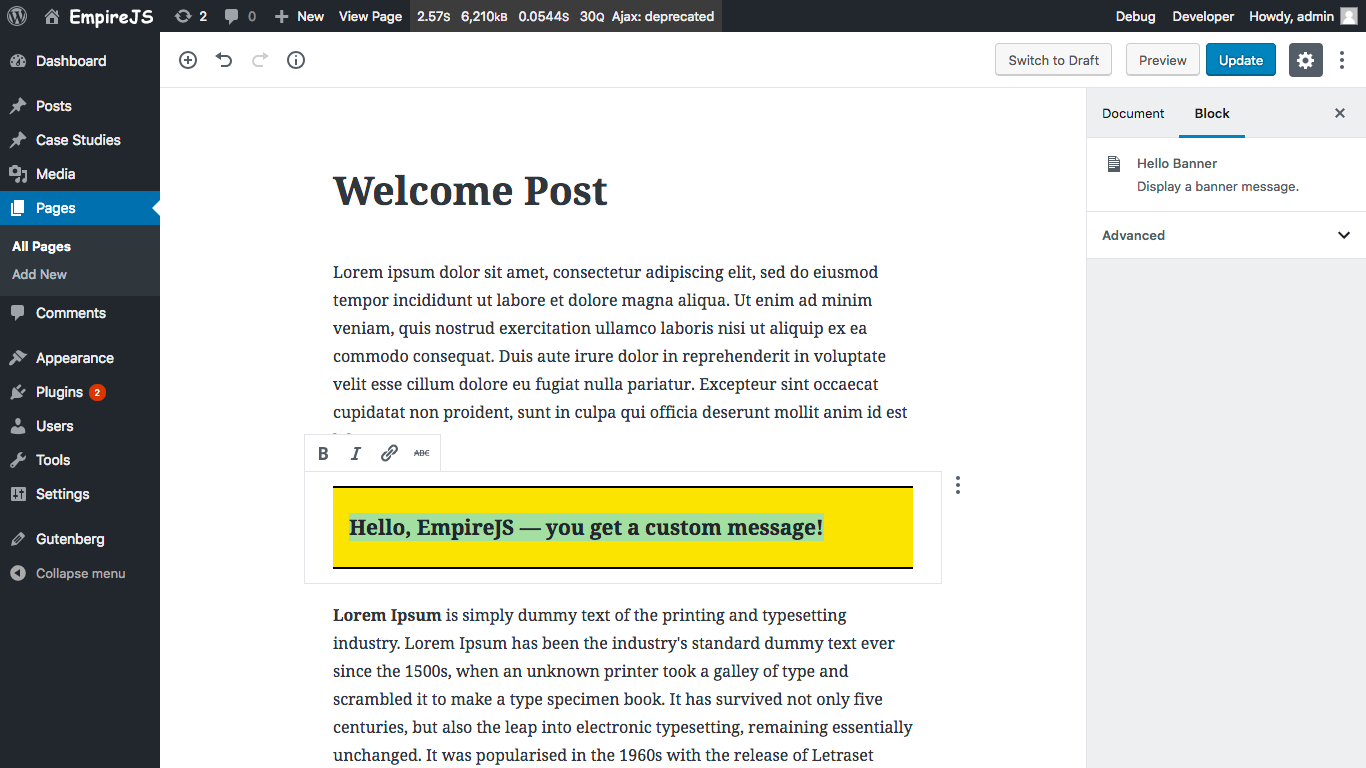 EmpireJS 2 0 New View Page 2.57s 6,210kB 0.0544s 30Q Ajax: deprecated Debug Developer Howdy, admin
Dashboard
Posts
Case Studies
Media
Pages
All Pages
Add New
Comments
Appearance
Plugins 2
Users
Tools
Settings
Gutenberg
Collapse menu
Switch to Draft Preview Update
Welcome Post
Lorem ipsum dolor sit amet, consectetur adipiscing elit, sed do eiusmod
tempor incididunt ut labore et dolore magna aliqua. Ut enim ad minim
veniam, quis nostrud exercitation ullamco laboris nisi ut aliquip ex ea
commodo consequat. Duis aute irure dolor in reprehenderit in voluptate
velit esse cillum dolore eu fugiat nulla pariatur. Excepteur sint occaecat
cupidatat non proident, sunt in culpa qui officia deserunt mollit anim id est
B I ABC
Hello, EmpireJS — you get a custom message!
Lorem Ipsum is simply dummy text of the printing and typesetting
industry. Lorem Ipsum has been the industry's standard dummy text ever
since the 1500s, when an unknown printer took a galley of type and
scrambled it to make a type specimen book. It has survived not only five
centuries, but also the leap into electronic typesetting, remaining essentially
unchanged. It was popularised in the 1960s with the release of Letraset
Document Block
Hello Banner
Display a banner message.
Advanced